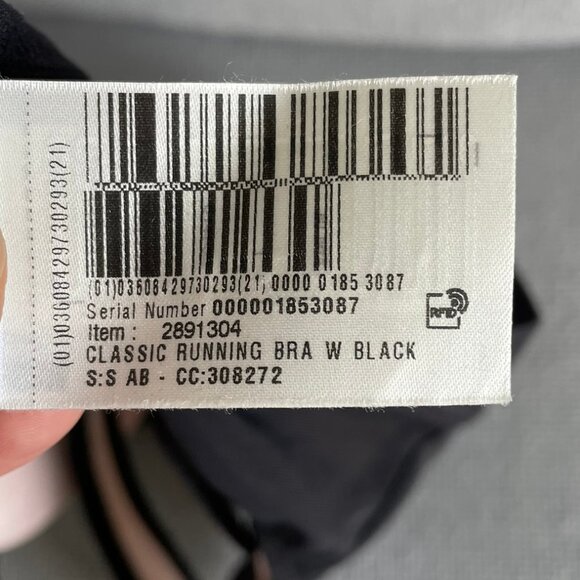 (01)03608429730293(21)
(01)03608429730293(21) 0000 0185 3087
Serial Number 000001853087
RFID
Item : 2891304
CLASSIC RUNNING BRA W BLACK
S:S AB - CC:308272